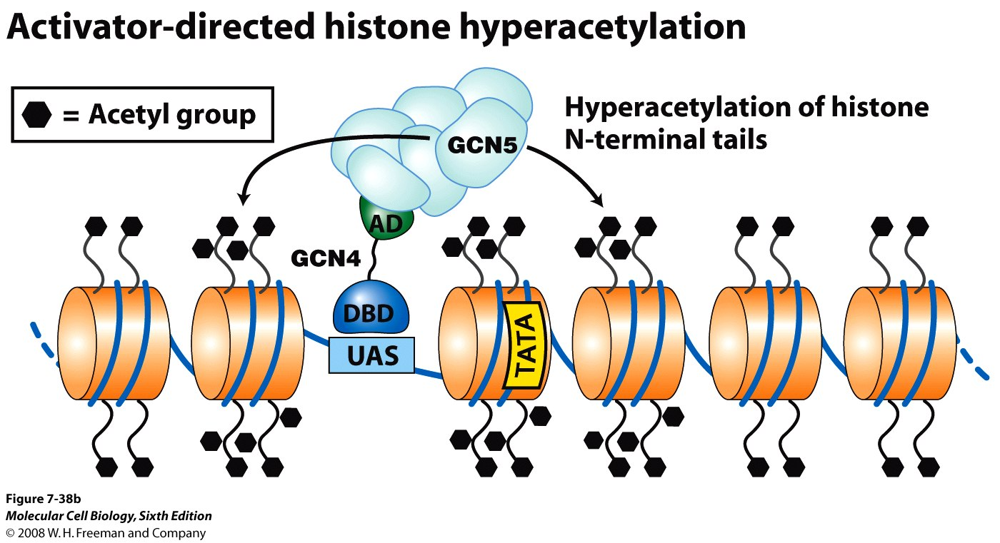 Activator-directed histone hyperacetylation
= Acetyl group
Hyperacetylation of histone
N-terminal tails
GCN5
AD
GCN4
DBD
UAS
TATA
Figure 7-38b
Molecular Cell Biology, Sixth Edition
© 2008 W. H. Freeman and Company